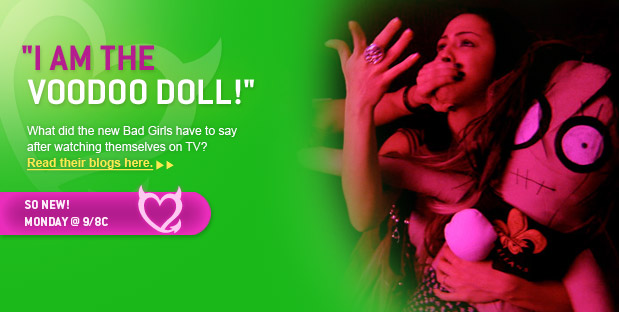 "I AM THE
VOODOO DOLL!"
What did the new Bad Girls have to say
after watching themselves on TV?
Read their blogs here.
SO NEW!
MONDAY @ 9/8C